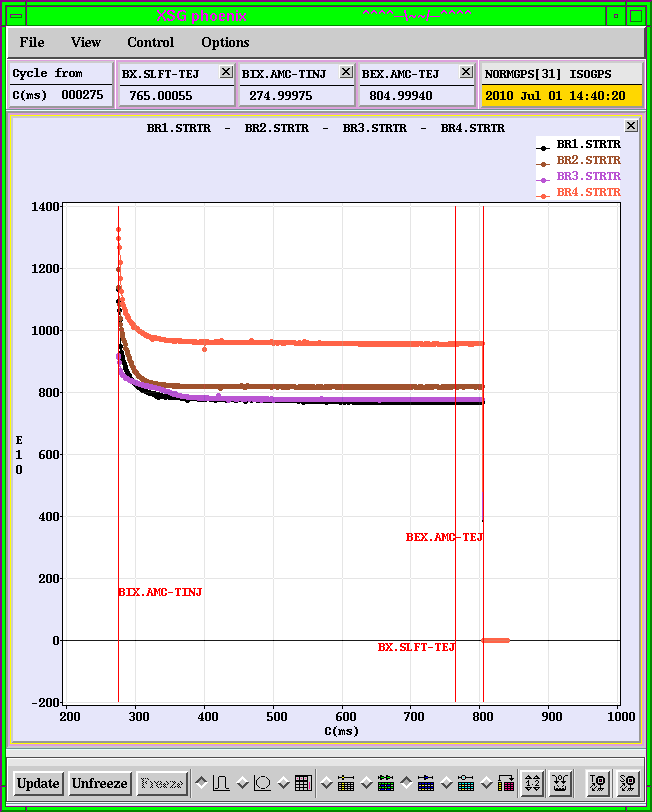 XSG phoenix ^^^^—\~~/—^^^^
File View Control Options
Cycle from
C(ms) 000275
BX.SLFT-TEJ
765.00055
BIX.AMC-TINJ
274.99975
BEX.AMC-TEJ
804.99940
NORMGPS[31] ISOGPS
2010 Jul 01 14:40:20
BR1.STRTR - BR2.STRTR - BR3.STRTR - BR4.STRTR
BR1.STRTR
BR2.STRTR
BR3.STRTR
BR4.STRTR
1400
1200
1000
800
600
400
200
0
-200
E
1
0
BEX.AMC-TEJ
BIX.AMC-TINJ
BX.SLFT-TEJ
200 300 400 500 600 700 800 900 1000
C(ms)
Update Unfreeze Freeze